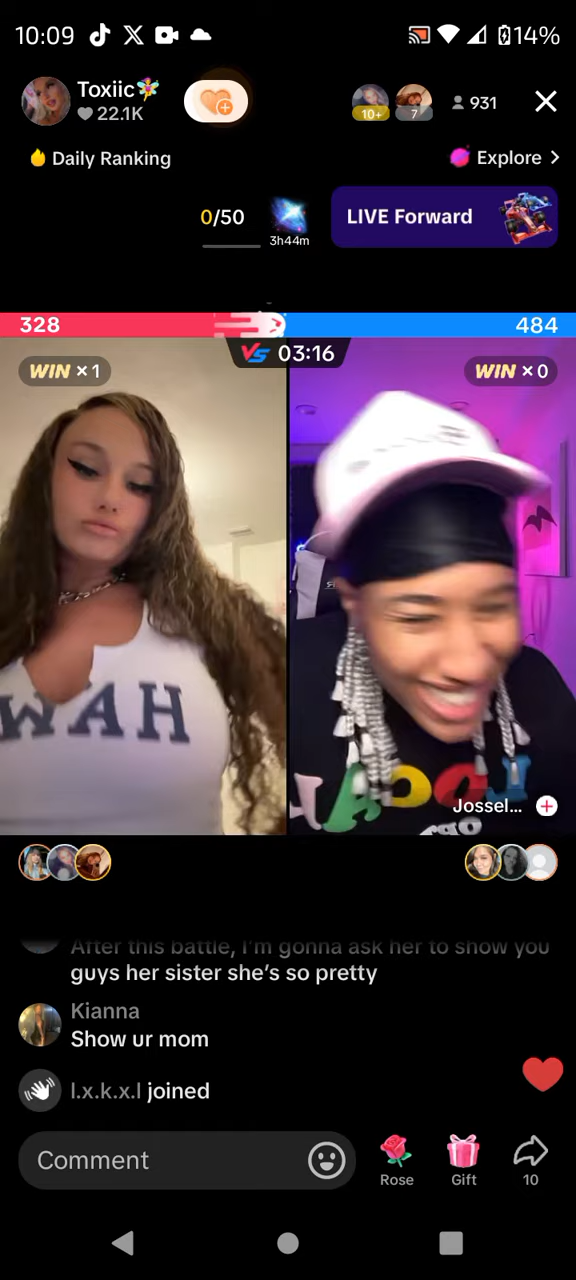 10:09
14%
Toxiic
22.1K
10+
7
931
Daily Ranking
Explore
0/50
3h44m
LIVE Forward
328
484
VS 03:16
WIN ×1
WIN ×0
WAH
Jossel...
After this battle, I'm gonna ask her to show you
guys her sister she's so pretty
Kianna
Show ur mom
l.x.k.x.l joined
Comment
Rose
Gift
10